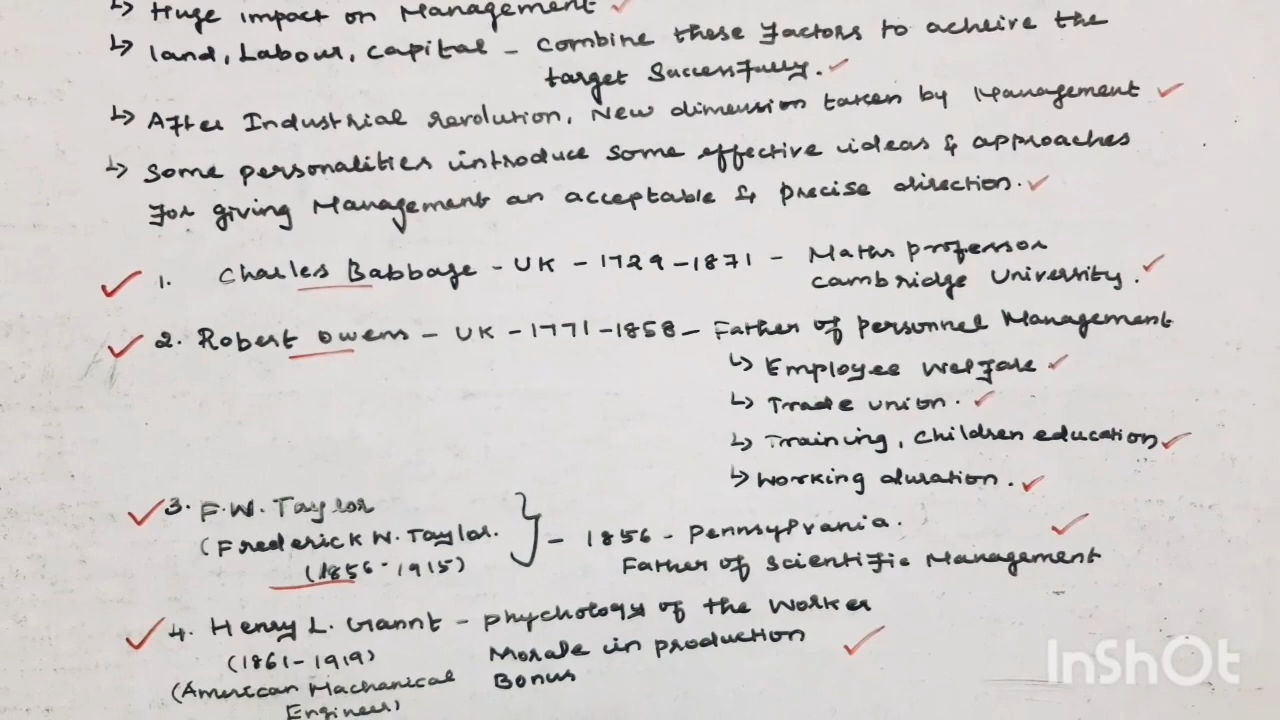 ↳ Huge impact on Management ✓
↳ land, Labour, capital - combine these factors to acheive the
target Successfully. ✓
↳ After Industrial revolution, New dimension taken by Management ✓
↳ Some personalities introduce some effective ideas & approaches
for giving Management an acceptable & precise direction. ✓
✓ 1. Charles Babbage - UK - 1729-1871 - Maths professor
Cambridge University. ✓
✓ 2. Robert Owens - UK - 1771-1858 - Father of personnel Management
↳ Employee welfare ✓
↳ Trade union. ✓
↳ Training, children education ✓
↳ working duration. ✓
✓ 3. F.W. Taylor
(Frederick W. Taylor. } - 1856 - Pennsylvania. ✓
(1856-1915) Father of scientific Management
✓ 4. Henry L. Gannt - phychology of the worker
(1861-1919) Morale in production ✓
(American Machanical Bonus
Engineer)
InShOt